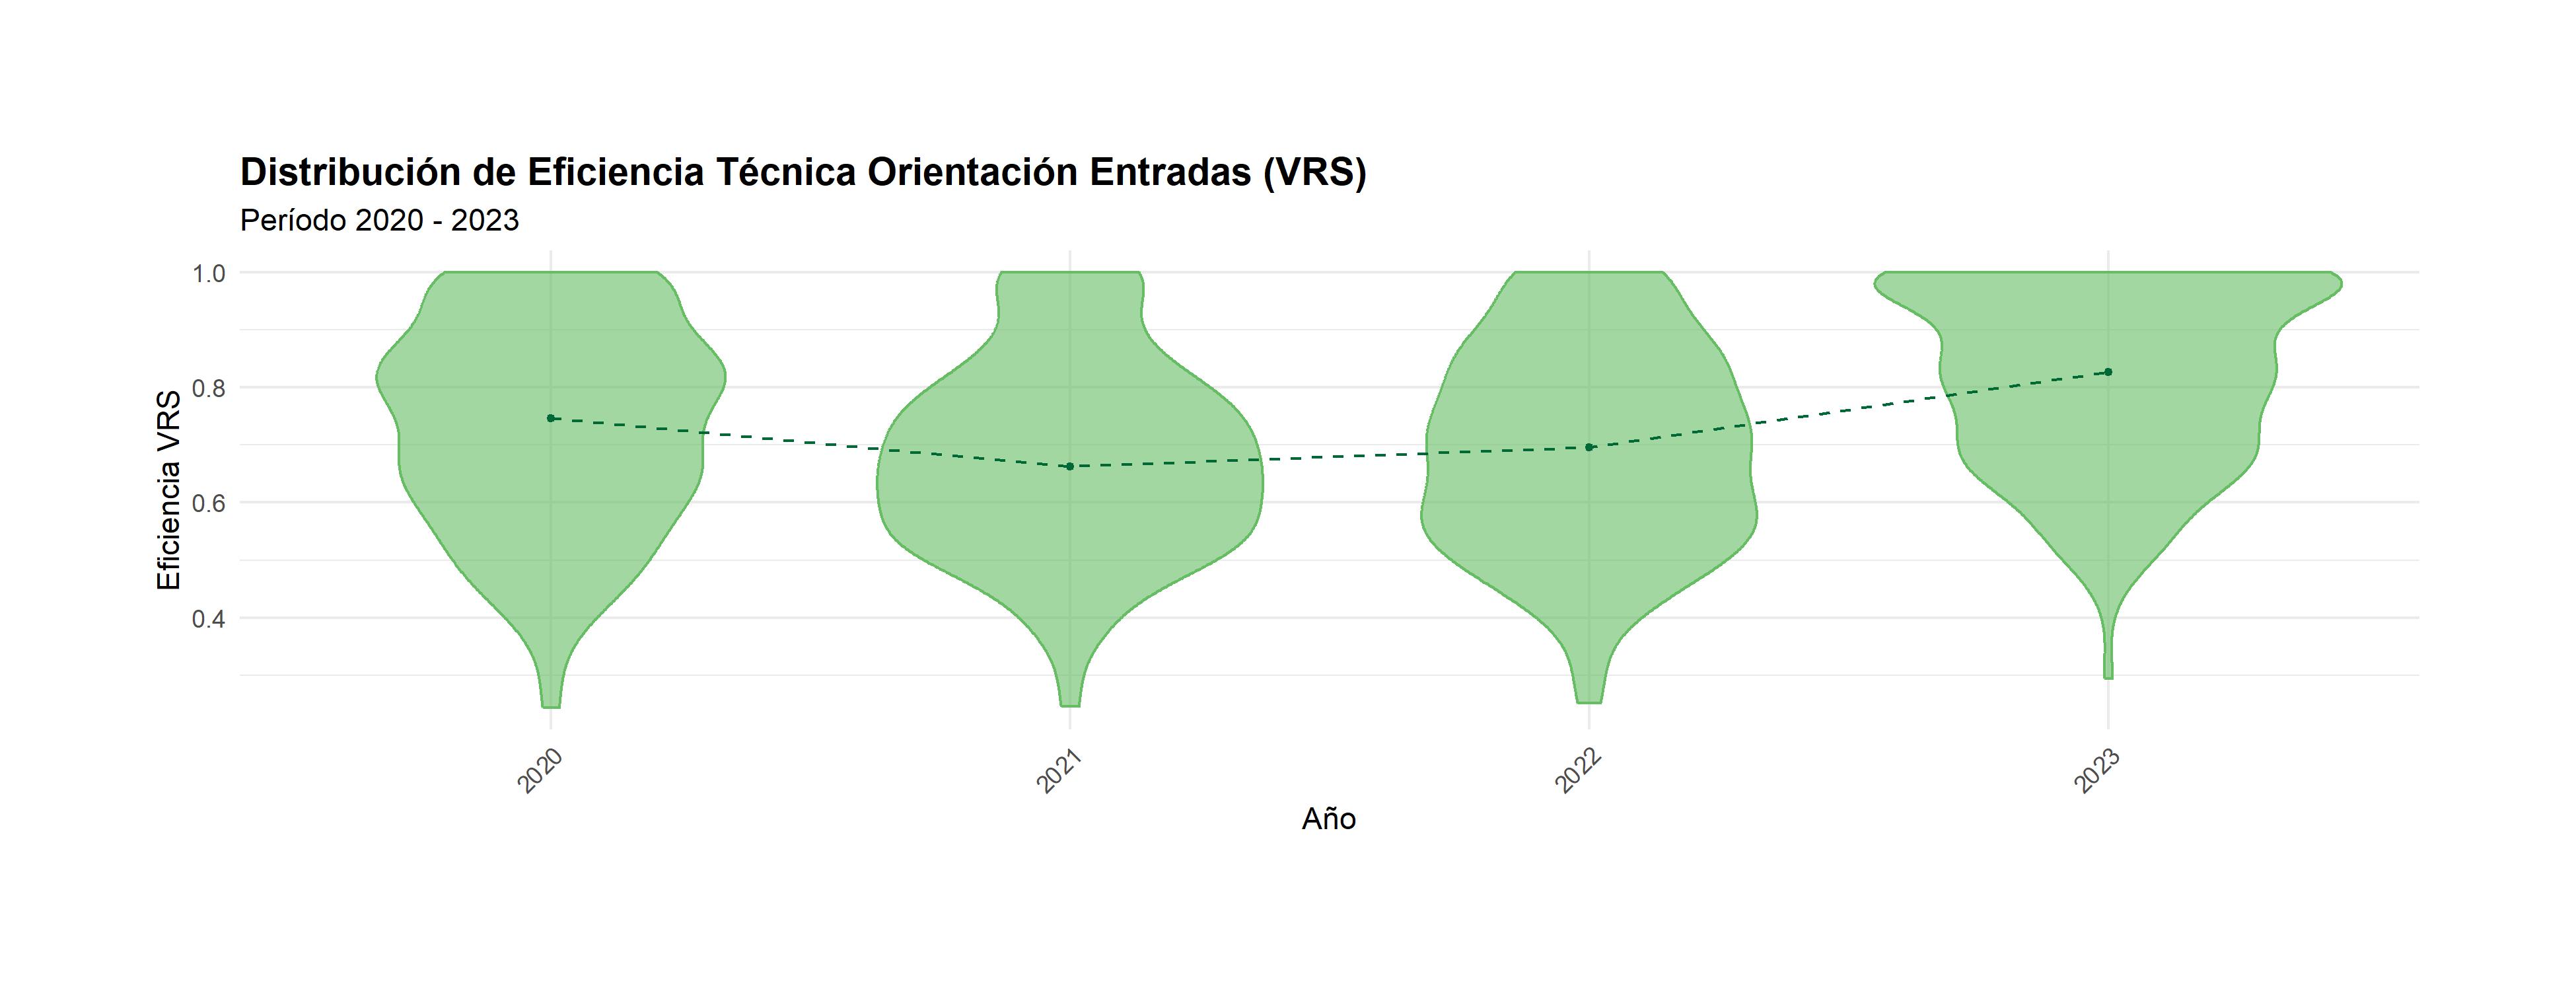 Distribución de Eficiencia Técnica Orientación Entradas (VRS)
Período 2020 - 2023
Eficiencia VRS
1.0
0.8
0.6
0.4
2020
2021
2022
2023
Año